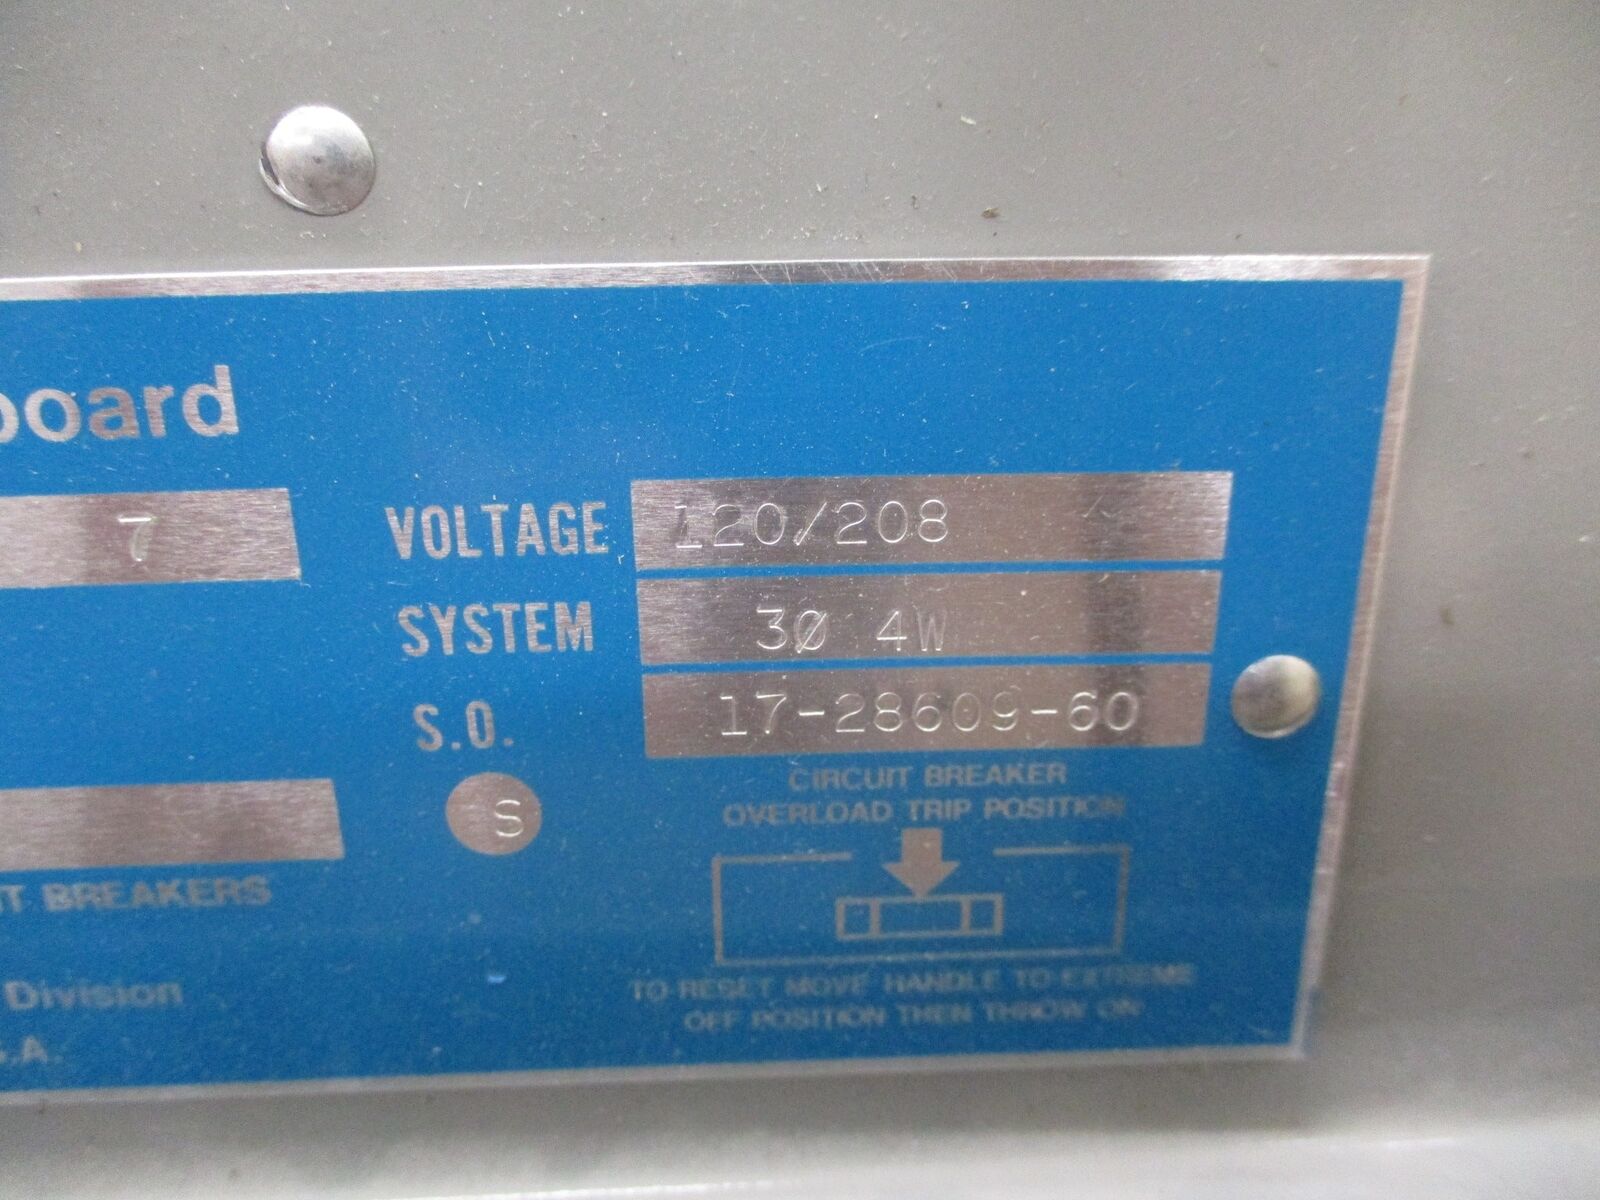 board
7
VOLTAGE 120/208
SYSTEM 3Ø 4W
S.O. 17-28609-60
S
CIRCUIT BREAKER
OVERLOAD TRIP POSITION
IT BREAKERS
TO RESET MOVE HANDLE TO EXTREME
OFF POSITION THEN THROW ON
Division
S.A.